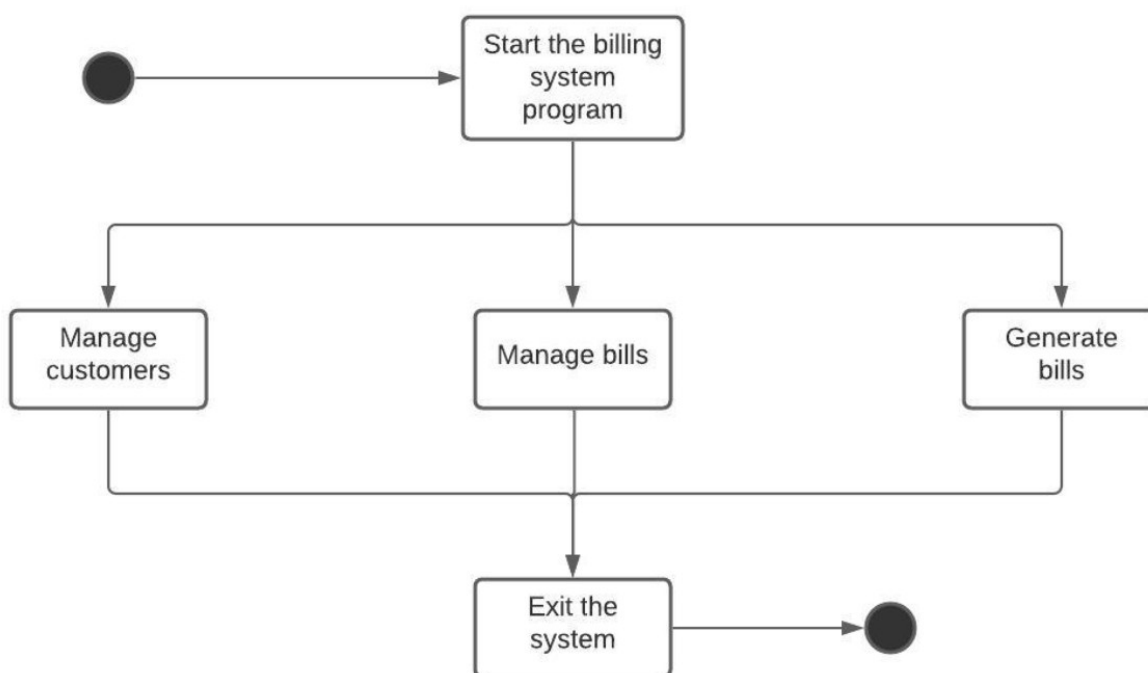 Start the billing
system
program
Manage
customers
Manage bills
Generate
bills
Exit the
system